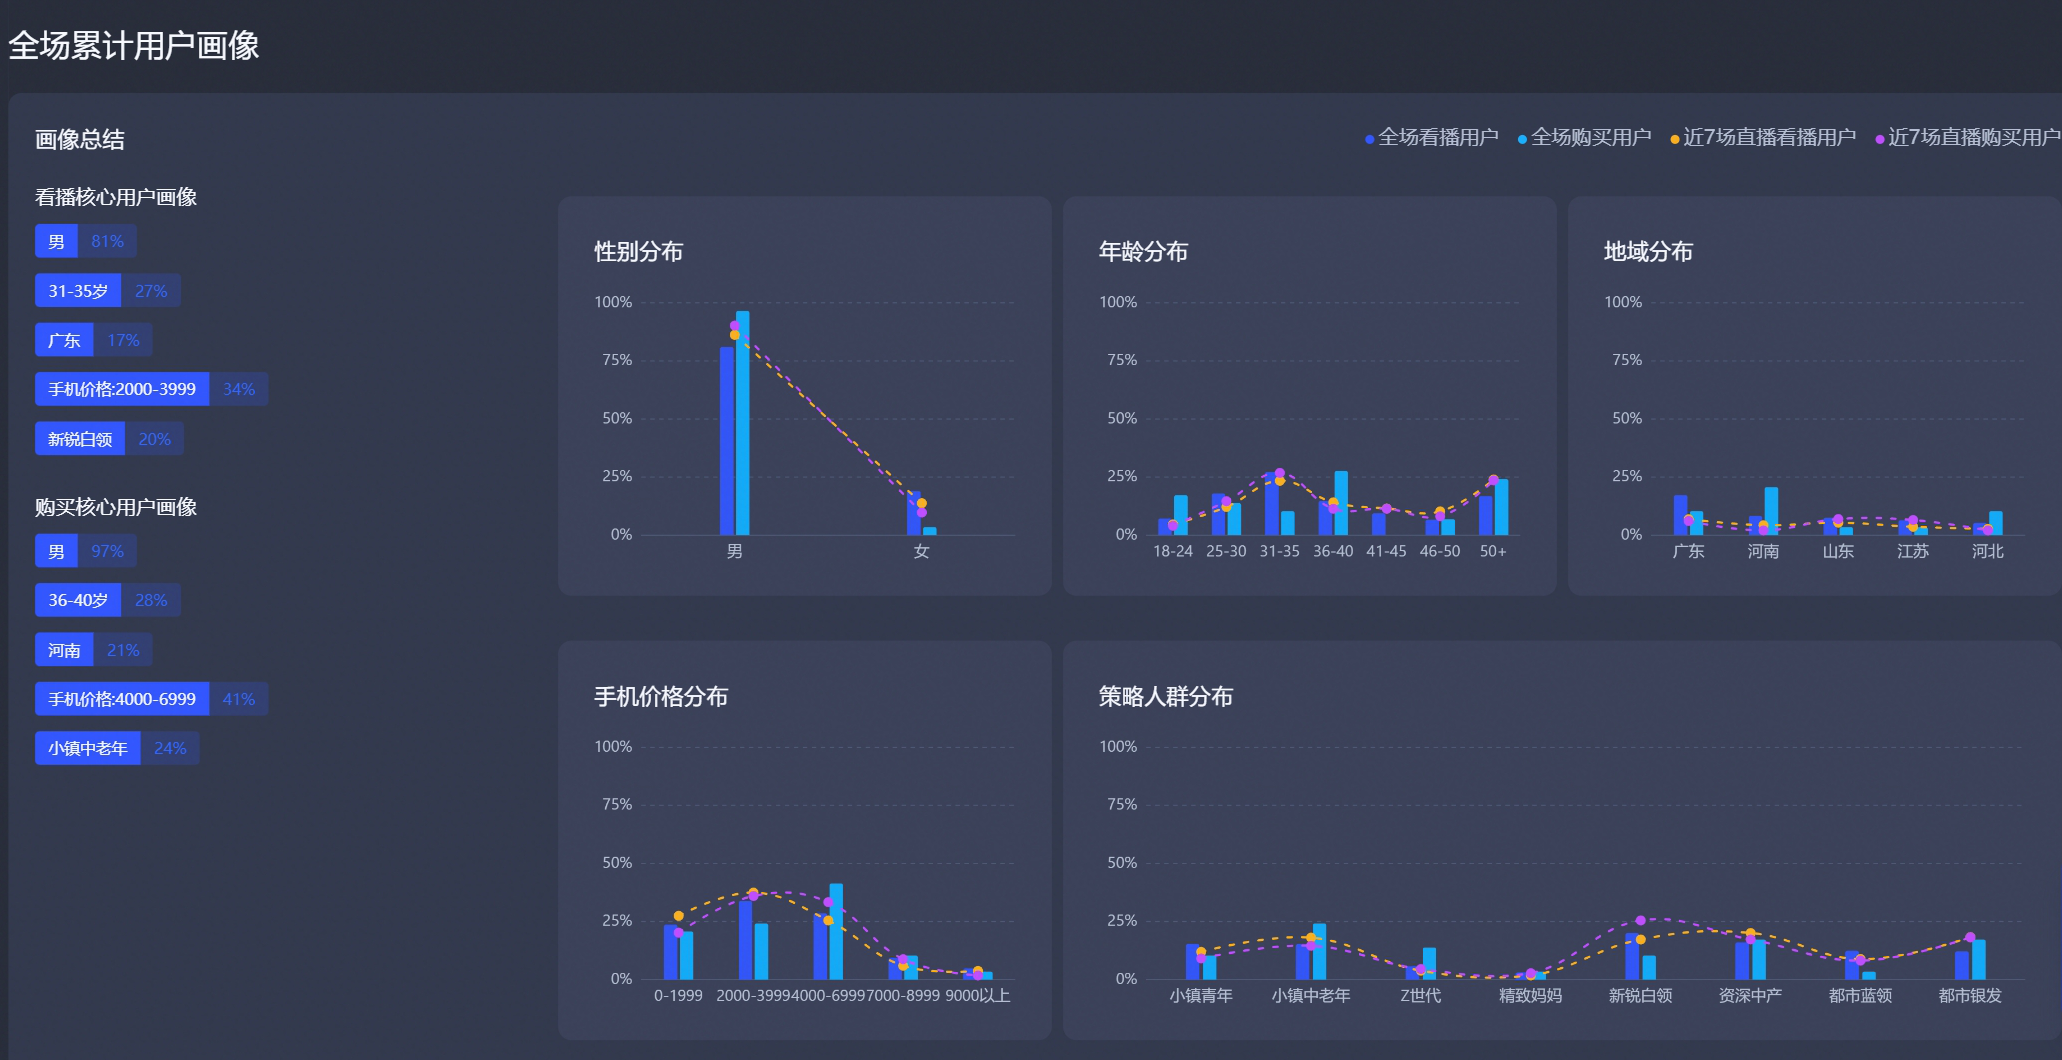 全场累计用户画像
画像总结
全场看播用户 全场购买用户 近7场直播看播用户 近7场直播购买用户
看播核心用户画像
男 81%
31-35岁 27%
广东 17%
手机价格:2000-3999 34%
新锐白领 20%
购买核心用户画像
男 97%
36-40岁 28%
河南 21%
手机价格:4000-6999 41%
小镇中老年 24%
性别分布
100%
75%
50%
25%
0%
男 女
年龄分布
100%
75%
50%
25%
0%
18-24 25-30 31-35 36-40 41-45 46-50 50+
地域分布
100%
75%
50%
25%
0%
广东 河南 山东 江苏 河北
手机价格分布
100%
75%
50%
25%
0%
0-1999 2000-3999 4000-6999 7000-8999 9000以上
策略人群分布
100%
75%
50%
25%
0%
小镇青年 小镇中老年 Z世代 精致妈妈 新锐白领 资深中产 都市蓝领 都市银发